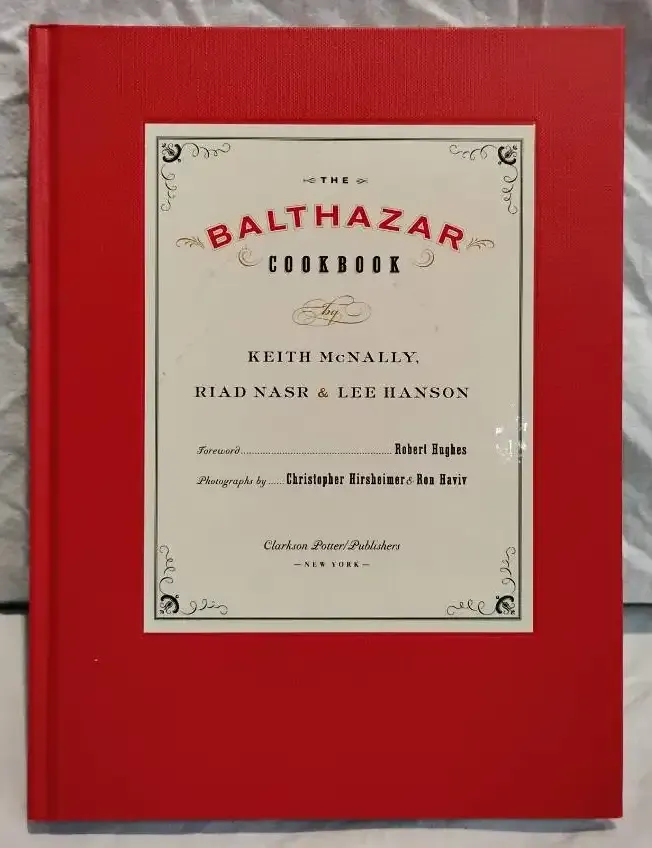 THE
BALTHAZAR
COOKBOOK
by
KEITH McNALLY,
RIAD NASR & LEE HANSON
Foreword.....................................................Robert Hughes
Photographs by......Christopher Hirsheimer & Ron Haviv
Clarkson Potter/Publishers
—NEW YORK—